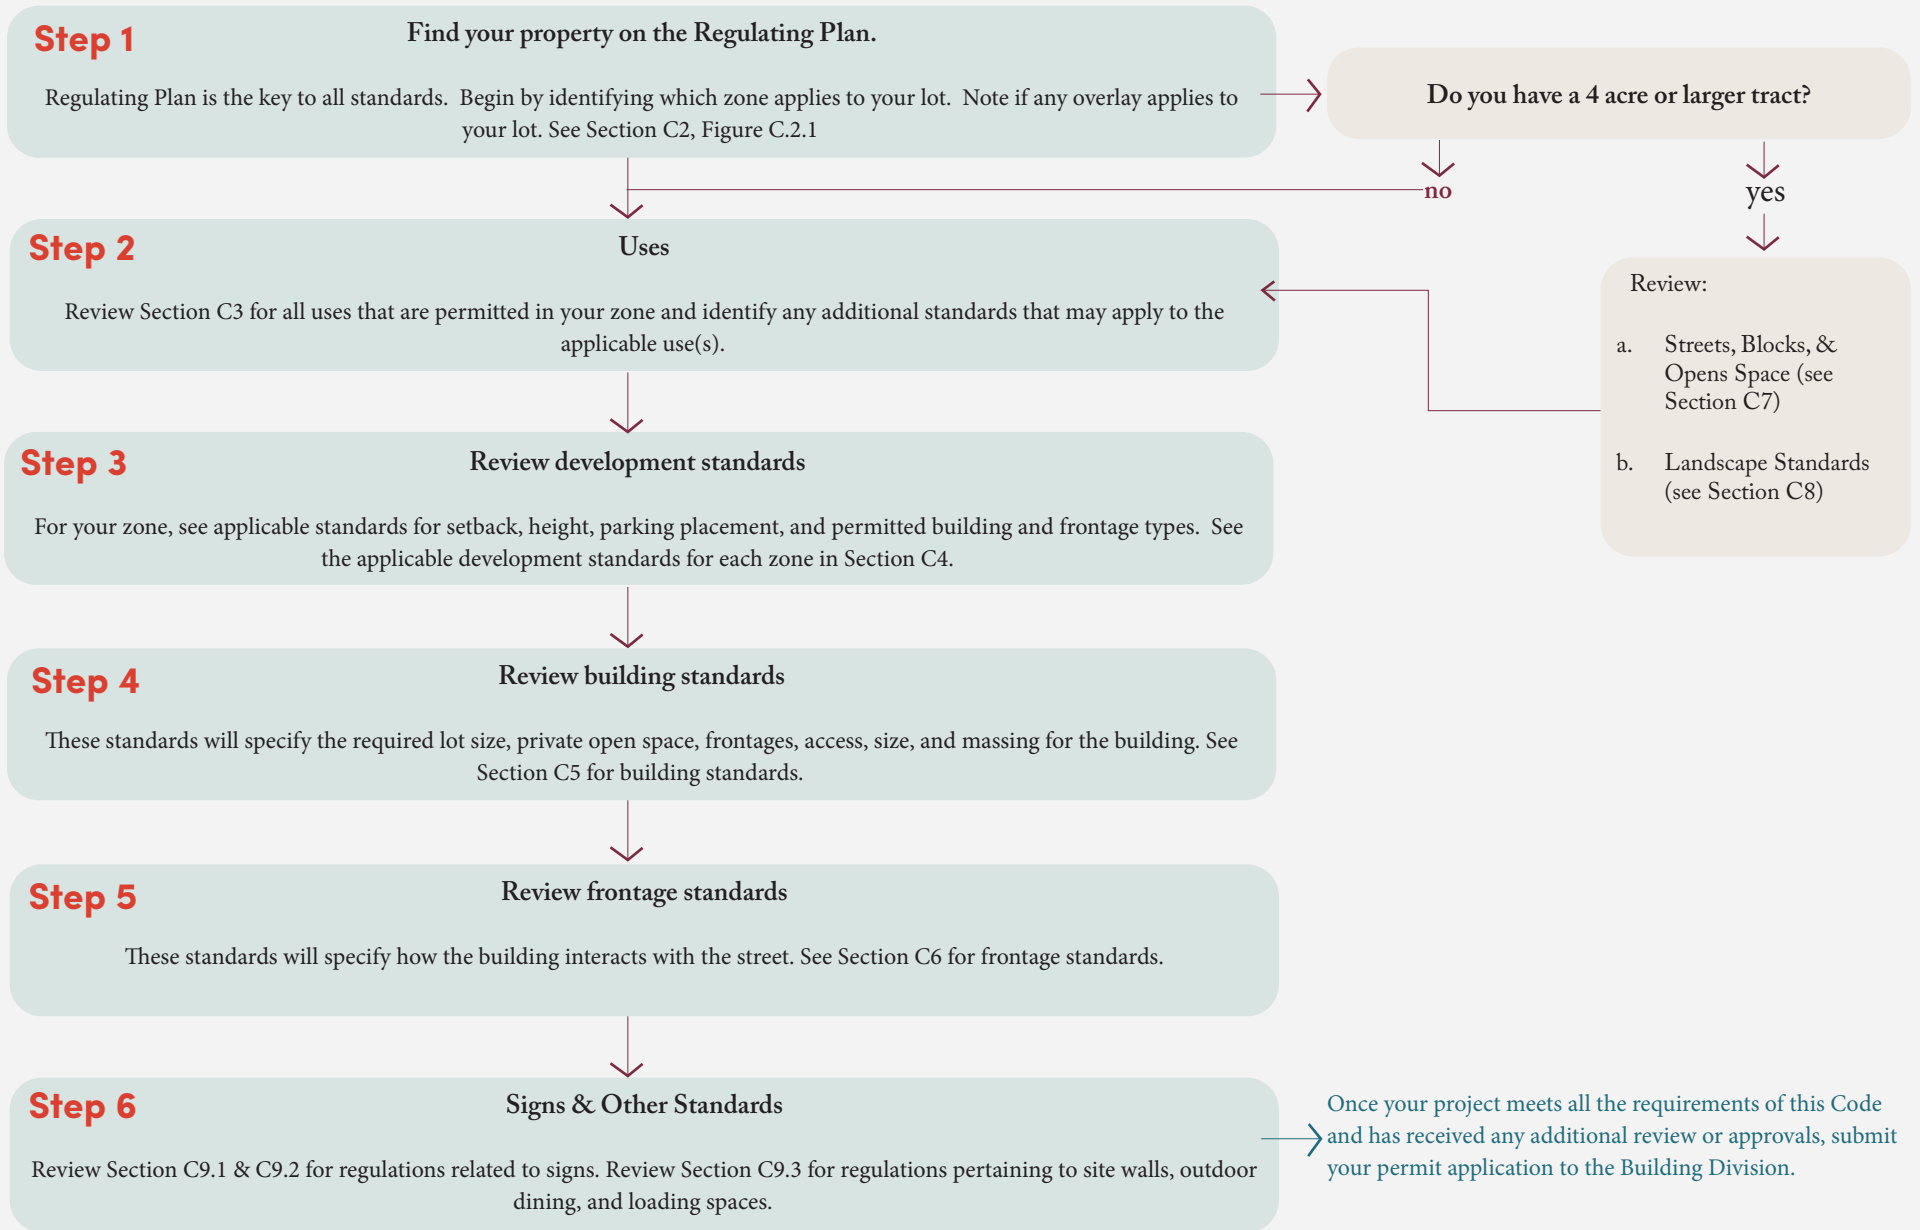 Step 1
Find your property on the Regulating Plan.
Regulating Plan is the key to all standards.  Begin by identifying which zone applies to your lot.  Note if any overlay applies to
your lot. See Section C2, Figure C.2.1
Do you have a 4 acre or larger tract?
no
yes
Review:
a. Streets, Blocks, &
Opens Space (see
Section C7)
b. Landscape Standards
(see Section C8)
Step 2
Uses
Review Section C3 for all uses that are permitted in your zone and identify any additional standards that may apply to the
applicable use(s).
Step 3
Review development standards
For your zone, see applicable standards for setback, height, parking placement, and permitted building and frontage types.  See
the applicable development standards for each zone in Section C4.
Step 4
Review building standards
These standards will specify the required lot size, private open space, frontages, access, size, and massing for the building. See
Section C5 for building standards.
Step 5
Review frontage standards
These standards will specify how the building interacts with the street. See Section C6 for frontage standards.
Step 6
Signs & Other Standards
Review Section C9.1 & C9.2 for regulations related to signs. Review Section C9.3 for regulations pertaining to site walls, outdoor
dining, and loading spaces.
Once your project meets all the requirements of this Code
and has received any additional review or approvals, submit
your permit application to the Building Division.